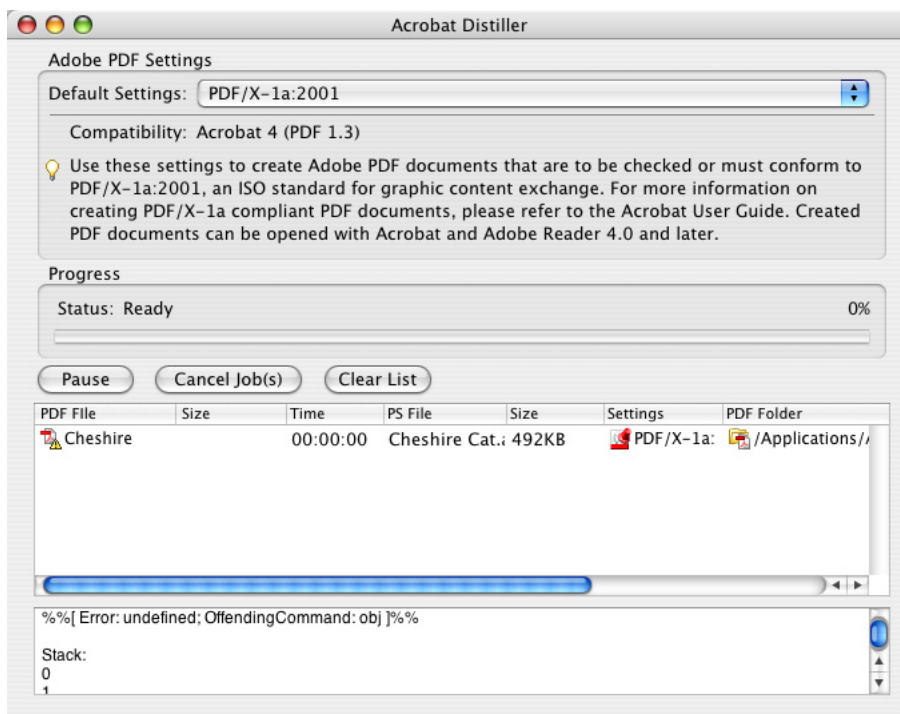 Acrobat Distiller
Adobe PDF Settings
Default Settings: PDF/X-1a:2001
Compatibility: Acrobat 4 (PDF 1.3)
Use these settings to create Adobe PDF documents that are to be checked or must conform to
PDF/X-1a:2001, an ISO standard for graphic content exchange. For more information on
creating PDF/X-1a compliant PDF documents, please refer to the Acrobat User Guide. Created
PDF documents can be opened with Acrobat and Adobe Reader 4.0 and later.
Progress
Status: Ready 0%
Pause Cancel Job(s) Clear List
PDF FIle Size Time PS File Size Settings PDF Folder
Cheshire 00:00:00 Cheshire Cat. 492KB PDF/X-1a: /Applications/
%%[ Error: undefined; OffendingCommand: obj ]%%
Stack:
0
1